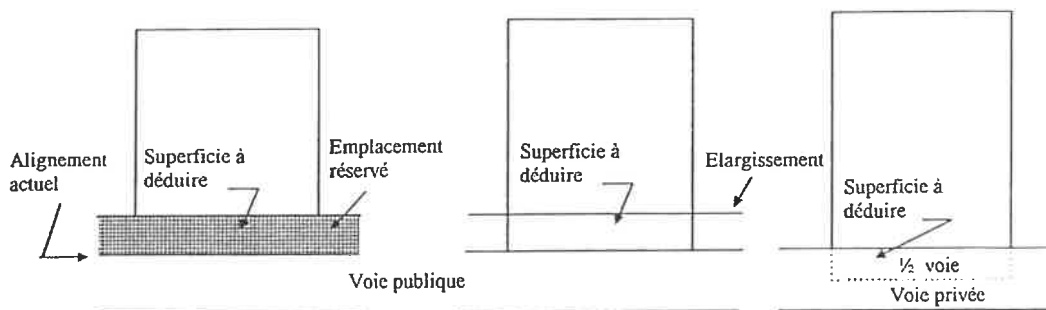 Alignement
actuel
Superficie à
déduire
Emplacement
réservé
Superficie à
déduire
Elargissement
Superficie à
déduire
½ voie
Voie publique
Voie privée